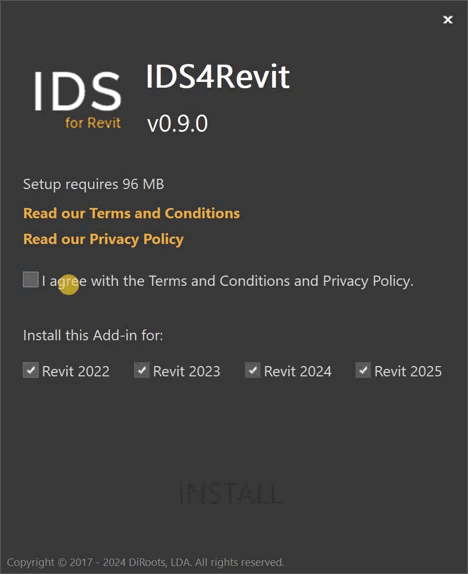 IDS4Revit
IDS
for Revit
v0.9.0
Setup requires 96 MB
Read our Terms and Conditions
Read our Privacy Policy
I agree with the Terms and Conditions and Privacy Policy.
Install this Add-in for:
Revit 2022 Revit 2023 Revit 2024 Revit 2025
INSTALL
Copyright © 2017 - 2024 DiRoots, LDA. All rights reserved.